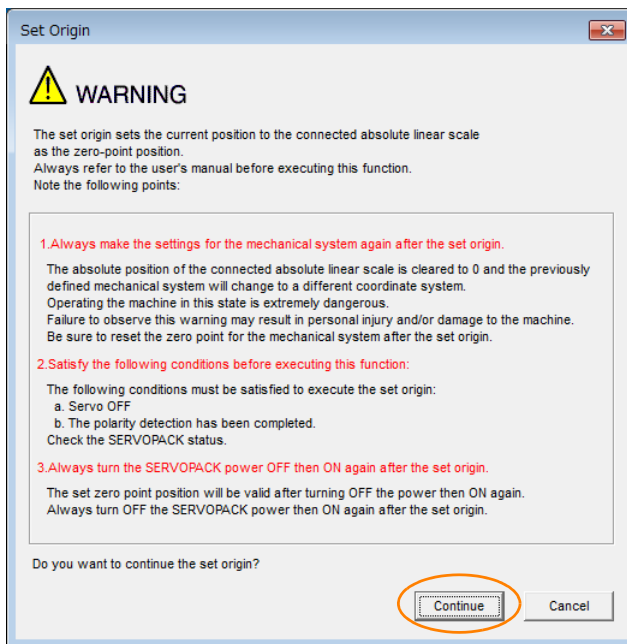 Set Origin
WARNING
The set origin sets the current position to the connected absolute linear scale
as the zero-point position.
Always refer to the user's manual before executing this function.
Note the following points:
1.Always make the settings for the mechanical system again after the set origin.
The absolute position of the connected absolute linear scale is cleared to 0 and the previously
defined mechanical system will change to a different coordinate system.
Operating the machine in this state is extremely dangerous.
Failure to observe this warning may result in personal injury and/or damage to the machine.
Be sure to reset the zero point for the mechanical system after the set origin.
2.Satisfy the following conditions before executing this function:
The following conditions must be satisfied to execute the set origin:
a. Servo OFF
b. The polarity detection has been completed.
Check the SERVOPACK status.
3.Always turn the SERVOPACK power OFF then ON again after the set origin.
The set zero point position will be valid after turning OFF the power then ON again.
Always turn OFF the SERVOPACK power then ON again after the set origin.
Do you want to continue the set origin?
Continue Cancel